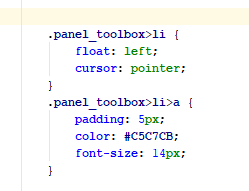 .panel_toolbox>li {
    float: left;
    cursor: pointer;
}
.panel_toolbox>li>a {
    padding: 5px;
    color: #C5C7CB;
    font-size: 14px;
}